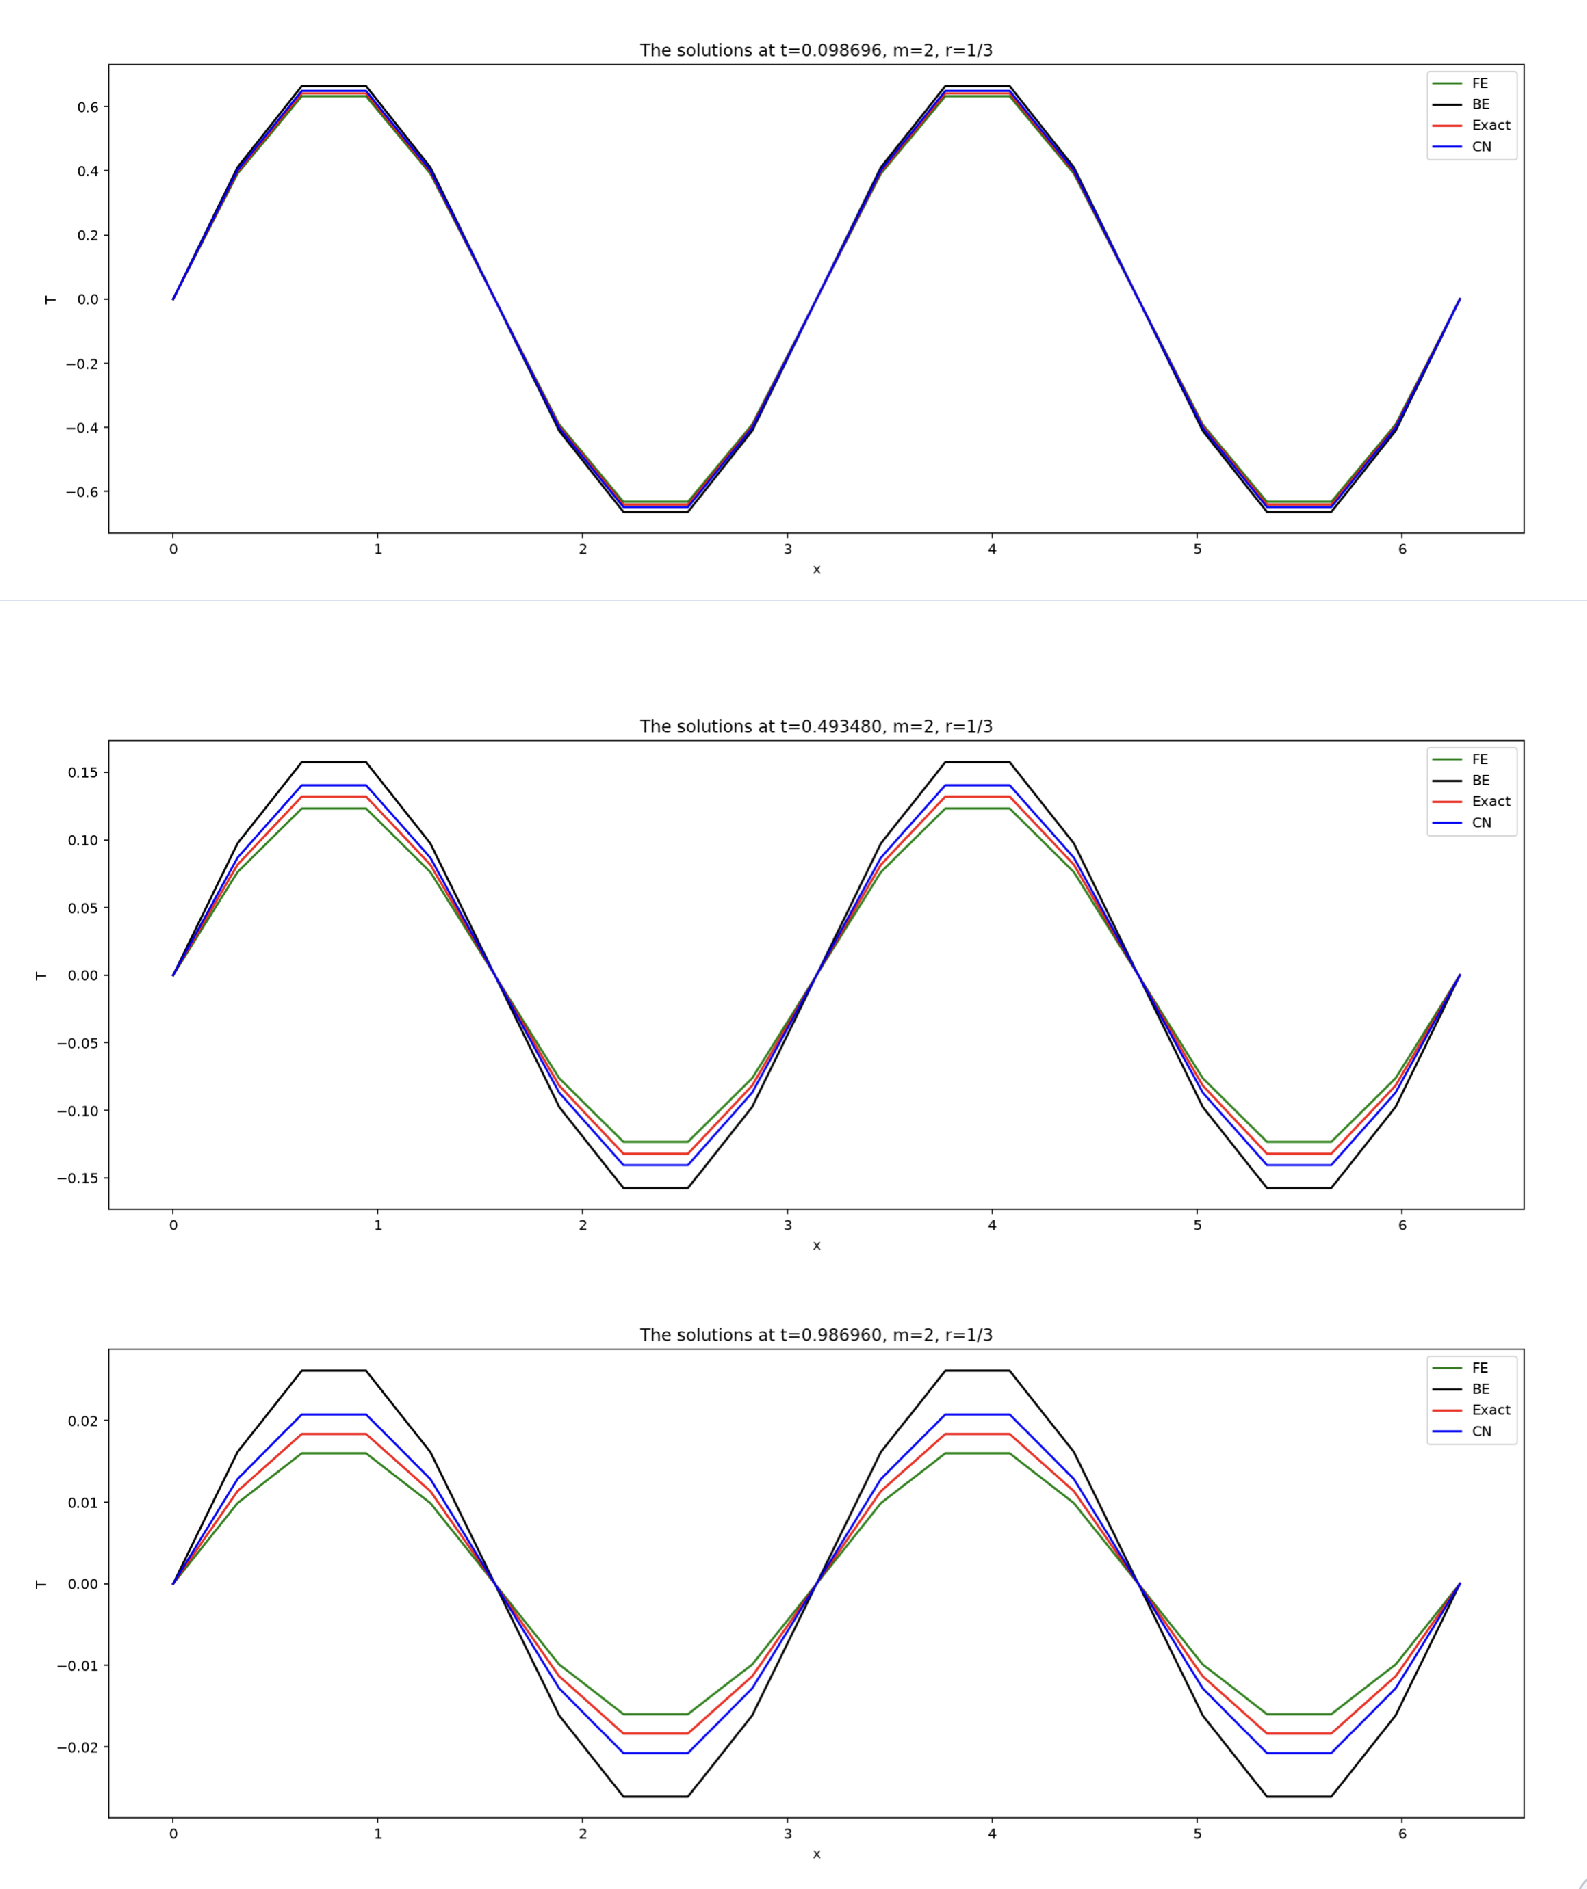 The solutions at t=0.098696, m=2, r=1/3
FE
BE
Exact
CN
0.6
0.4
0.2
0.0
−0.2
−0.4
−0.6
T
0 1 2 3 4 5 6
x
The solutions at t=0.493480, m=2, r=1/3
FE
BE
Exact
CN
0.15
0.10
0.05
0.00
−0.05
−0.10
−0.15
T
0 1 2 3 4 5 6
x
The solutions at t=0.986960, m=2, r=1/3
FE
BE
Exact
CN
0.02
0.01
0.00
−0.01
−0.02
T
0 1 2 3 4 5 6
x